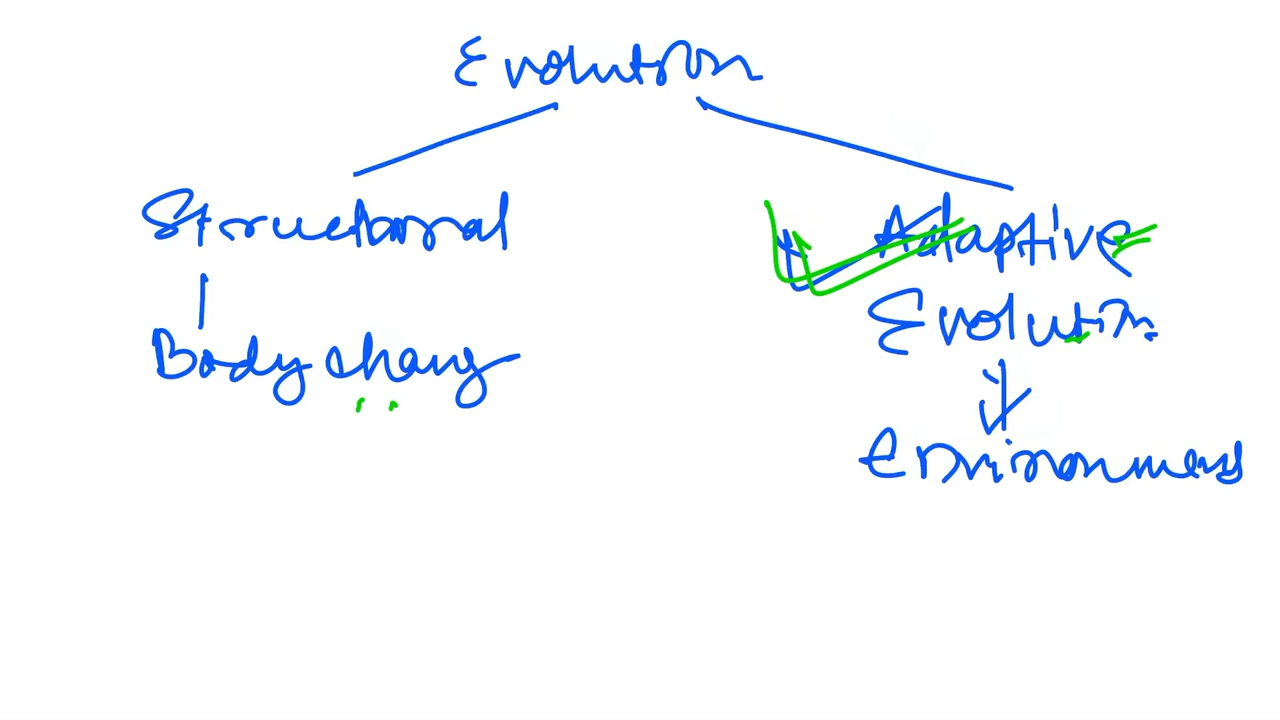 Evolution
Structural
Adaptive
Evolution
Body chang
Environment